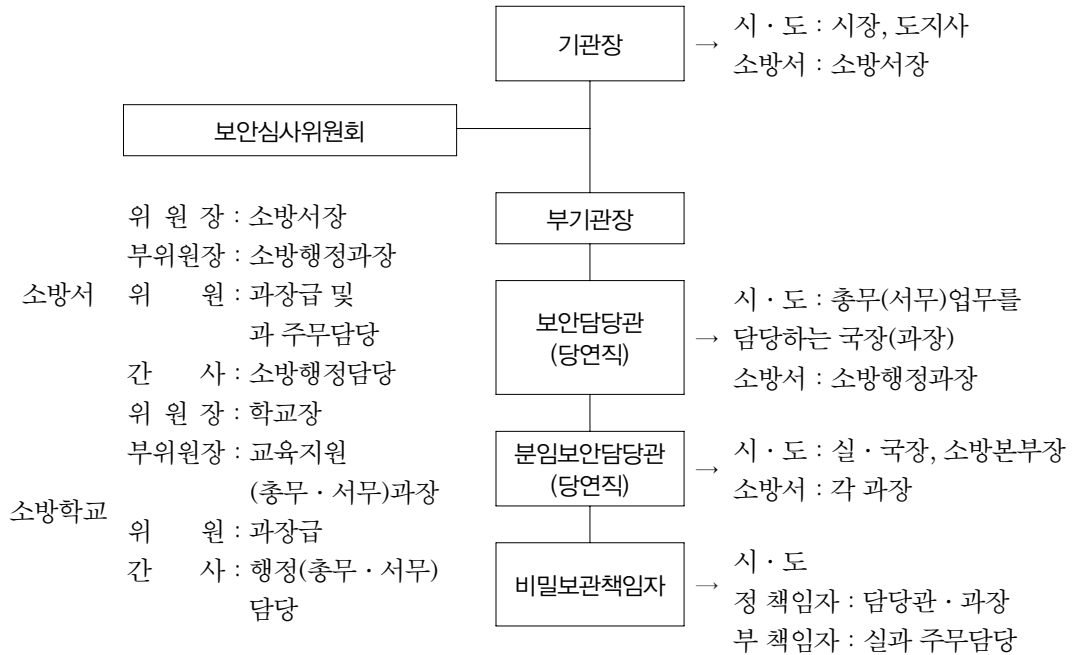 기관장
→ 시 · 도 : 시장, 도지사
소방서 : 소방서장
보안심사위원회
소방서
위 원 장 : 소방서장
부위원장 : 소방행정과장
위 원 : 과장급 및
과 주무담당
간 사 : 소방행정담당
소방학교
위 원 장 : 학교장
부위원장 : 교육지원
(총무 · 서무)과장
위 원 : 과장급
간 사 : 행정(총무 · 서무)
담당
부기관장
보안담당관
(당연직)
시 · 도 : 총무(서무)업무를
→ 담당하는 국장(과장)
소방서 : 소방행정과장
분임보안담당관
(당연직)
→ 시 · 도 : 실 · 국장, 소방본부장
소방서 : 각 과장
비밀보관책임자
→ 시 · 도
정 책임자 : 담당관 · 과장
부 책임자 : 실과 주무담당